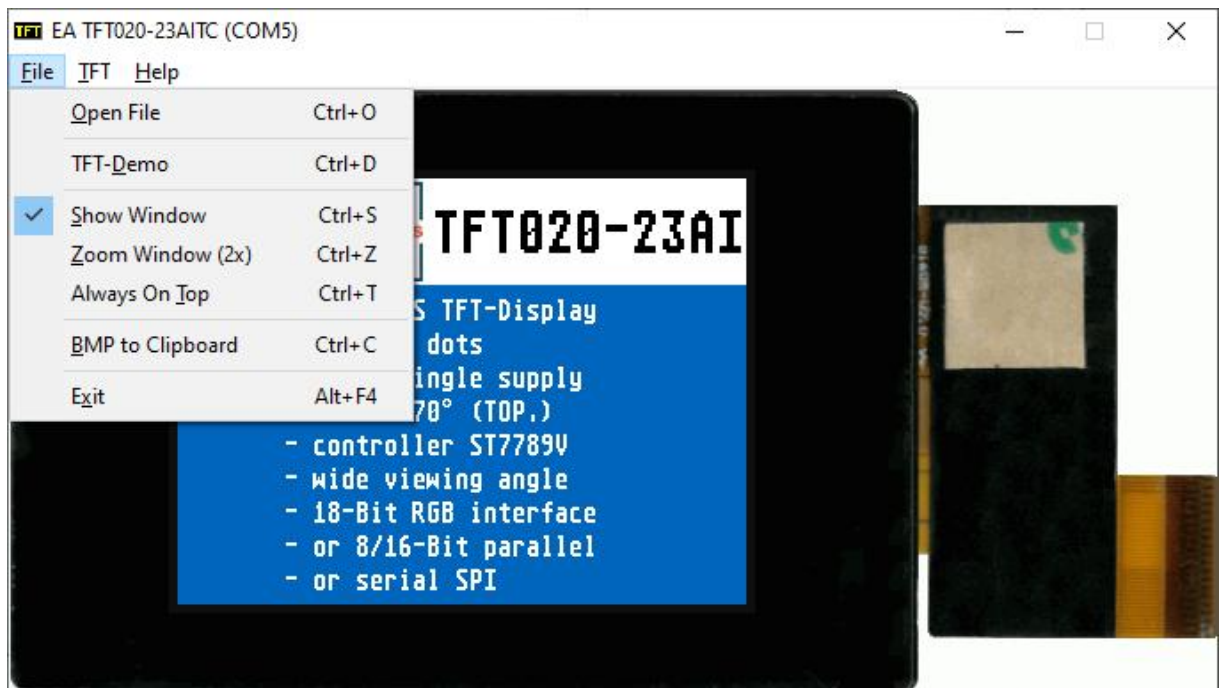 TFT EA TFT020-23AITC (COM5)
File TFT Help
Open File Ctrl+O
TFT-Demo Ctrl+D
Show Window Ctrl+S
Zoom Window (2x) Ctrl+Z
Always On Top Ctrl+T
BMP to Clipboard Ctrl+C
Exit Alt+F4
TFT020-23AI
S TFT-Display
dots
ingle supply
70° (TOP.)
- controller ST7789V
- wide viewing angle
- 18-Bit RGB interface
- or 8/16-Bit parallel
- or serial SPI